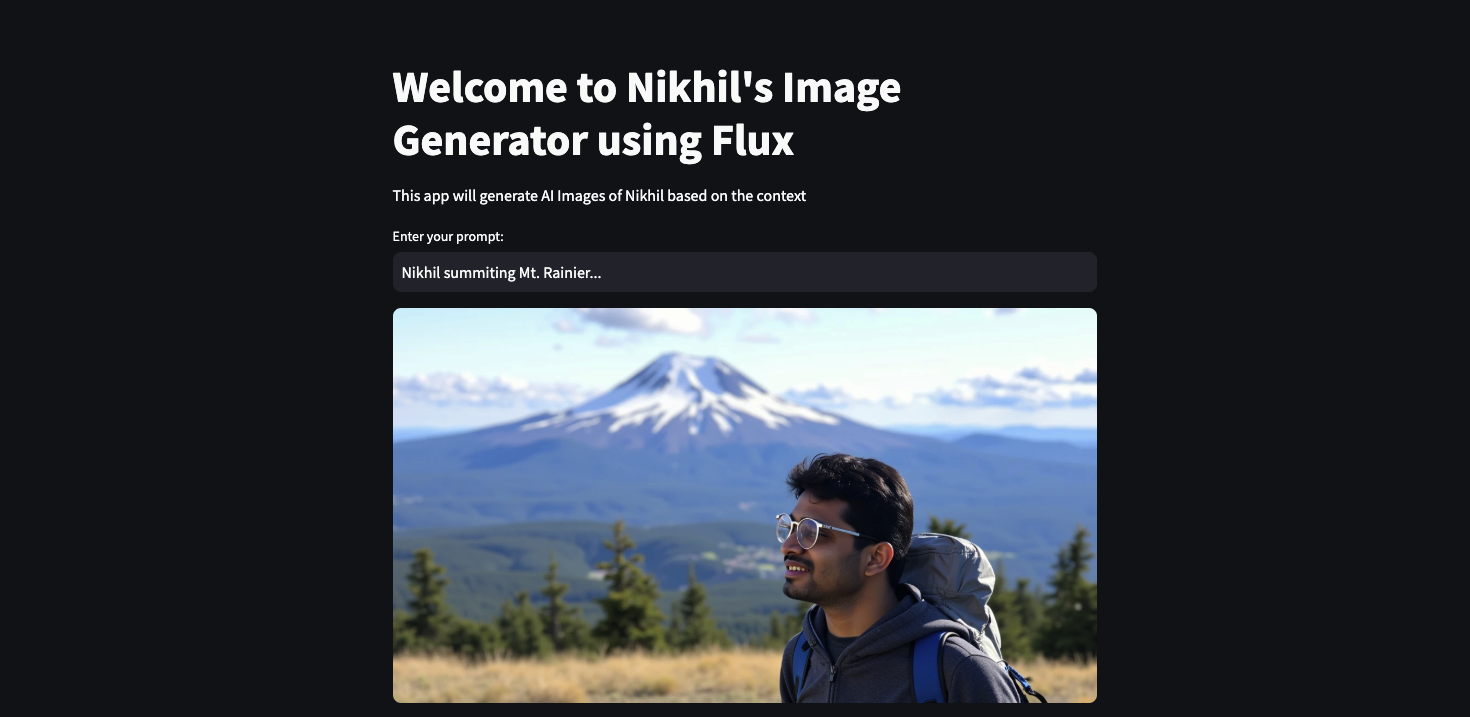 Welcome to Nikhil's Image
Generator using Flux
This app will generate AI Images of Nikhil based on the context
Enter your prompt:
Nikhil summiting Mt. Rainier...